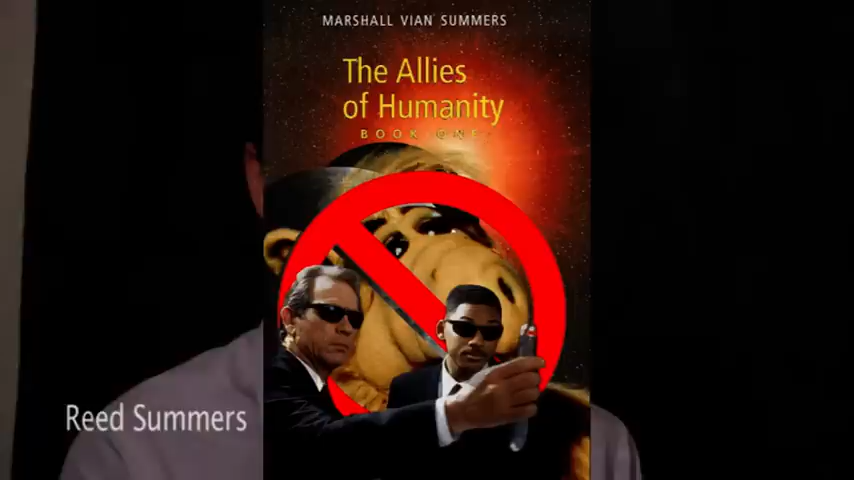 MARSHALL VIAN SUMMERS
The Allies
of Humanity
BOOK ONE
Reed Summers